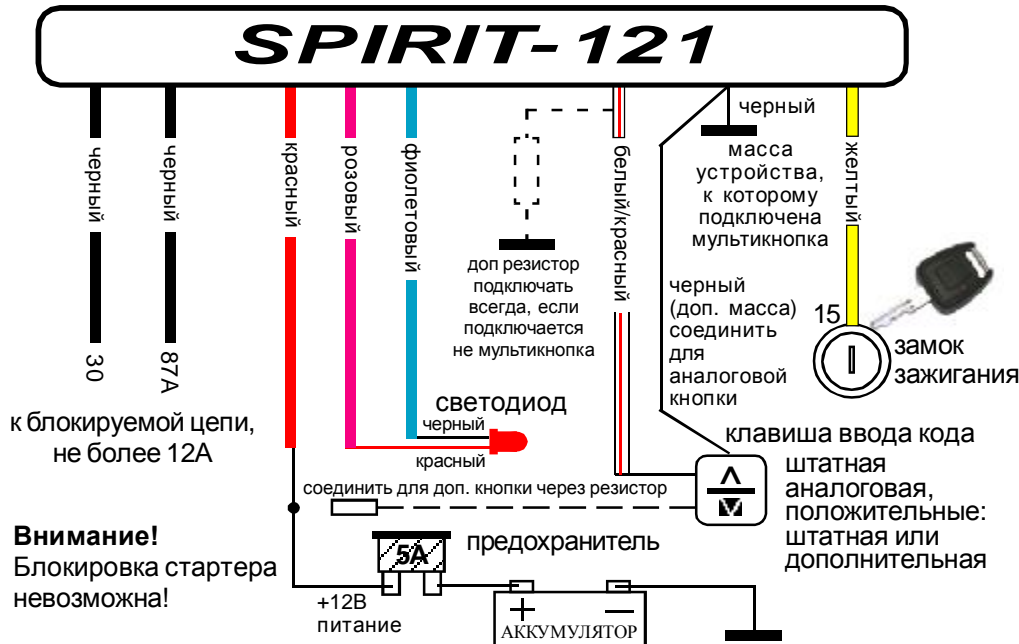 SPIRIT-121
черный
черный
красный
розовый
фиолетовый
белый/красный
черный
желтый
масса
устройства,
к которому
подключена
мультикнопка
доп резистор
подключать
всегда, если
подключается
не мультикнопка
черный
(доп. масса)
соединить
для
аналоговой
кнопки
15
замок
зажигания
30
87А
к блокируемой цепи,
не более 12А
светодиод
черный
красный
клавиша ввода кода
штатная
аналоговая,
положительные:
штатная или
дополнительная
соединить для доп. кнопки через резистор
Внимание!
Блокировка стартера
невозможна!
5А
предохранитель
+12В
питание
+ −
АККУМУЛЯТОР